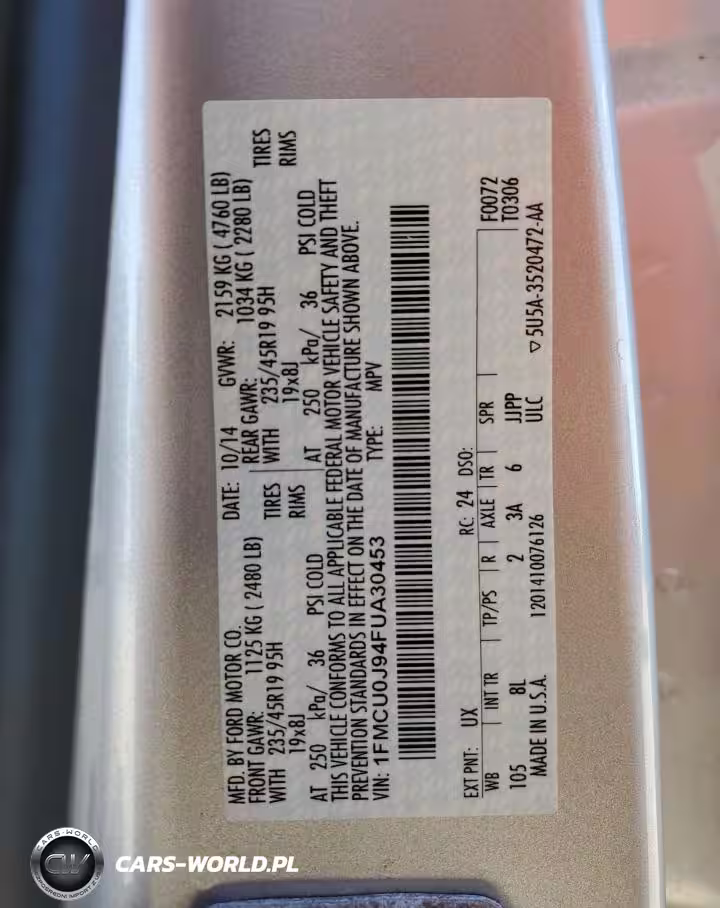 MFD. BY FORD MOTOR CO.
DATE: 10/14
GVWR: 2159 KG ( 4760 LB)
FRONT GAWR: 1125 KG ( 2480 LB)
REAR GAWR: 1034 KG ( 2280 LB)
WITH 235/45R19 95H TIRES
WITH 235/45R19 95H TIRES
19x8J RIMS
19x8J RIMS
AT 250 kPa/ 36 PSI COLD
AT 250 kPa/ 36 PSI COLD
THIS VEHICLE CONFORMS TO ALL APPLICABLE FEDERAL MOTOR VEHICLE SAFETY AND THEFT
PREVENTION STANDARDS IN EFFECT ON THE DATE OF MANUFACTURE SHOWN ABOVE.
VIN: 1FMCU0J94FUA30453
TYPE: MPV
F0072
T0306
EXT PNT: UX RC: 24 DSO:
WB INT TR TP/PS R AXLE TR SPR
105 8L 2 3A 6 JJPP
ULC
MADE IN U.S.A. 1201410076126 ▽ 5U5A-3520472-AA
CARS-WORLD
CW
CARS-WORLD.PL